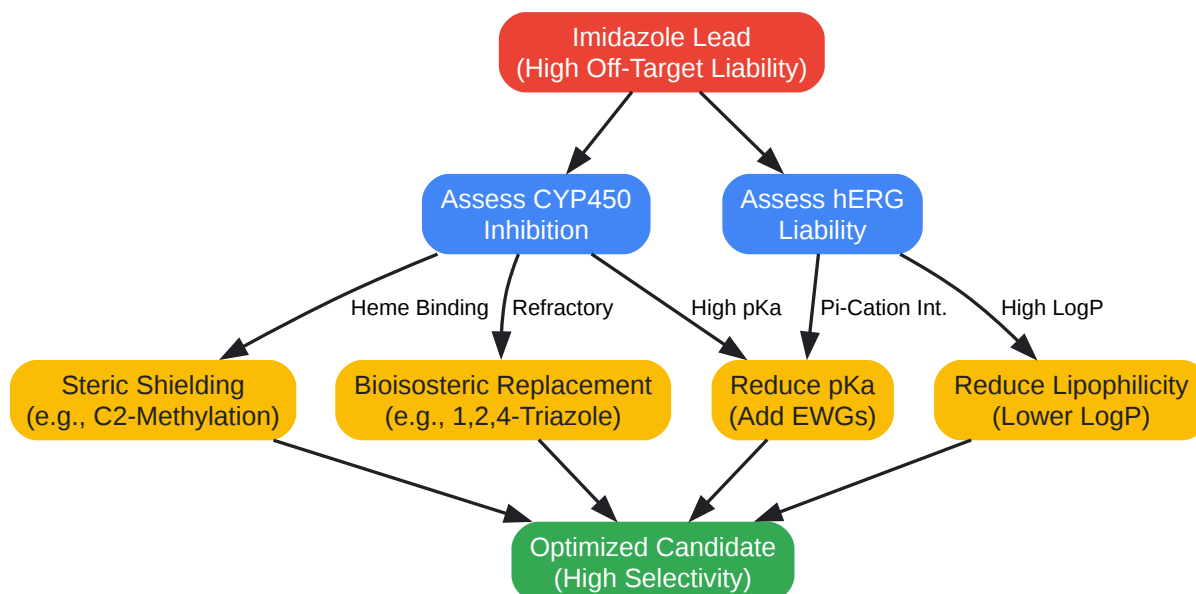 Imidazole Lead
(High Off-Target Liability)
Assess CYP450
Inhibition
Assess hERG
Liability
Heme Binding
Refractory
High pKa
Pi-Cation Int.
High LogP
Steric Shielding
(e.g., C2-Methylation)
Bioisosteric Replacement
(e.g., 1,2,4-Triazole)
Reduce pKa
(Add EWGs)
Reduce Lipophilicity
(Lower LogP)
Optimized Candidate
(High Selectivity)